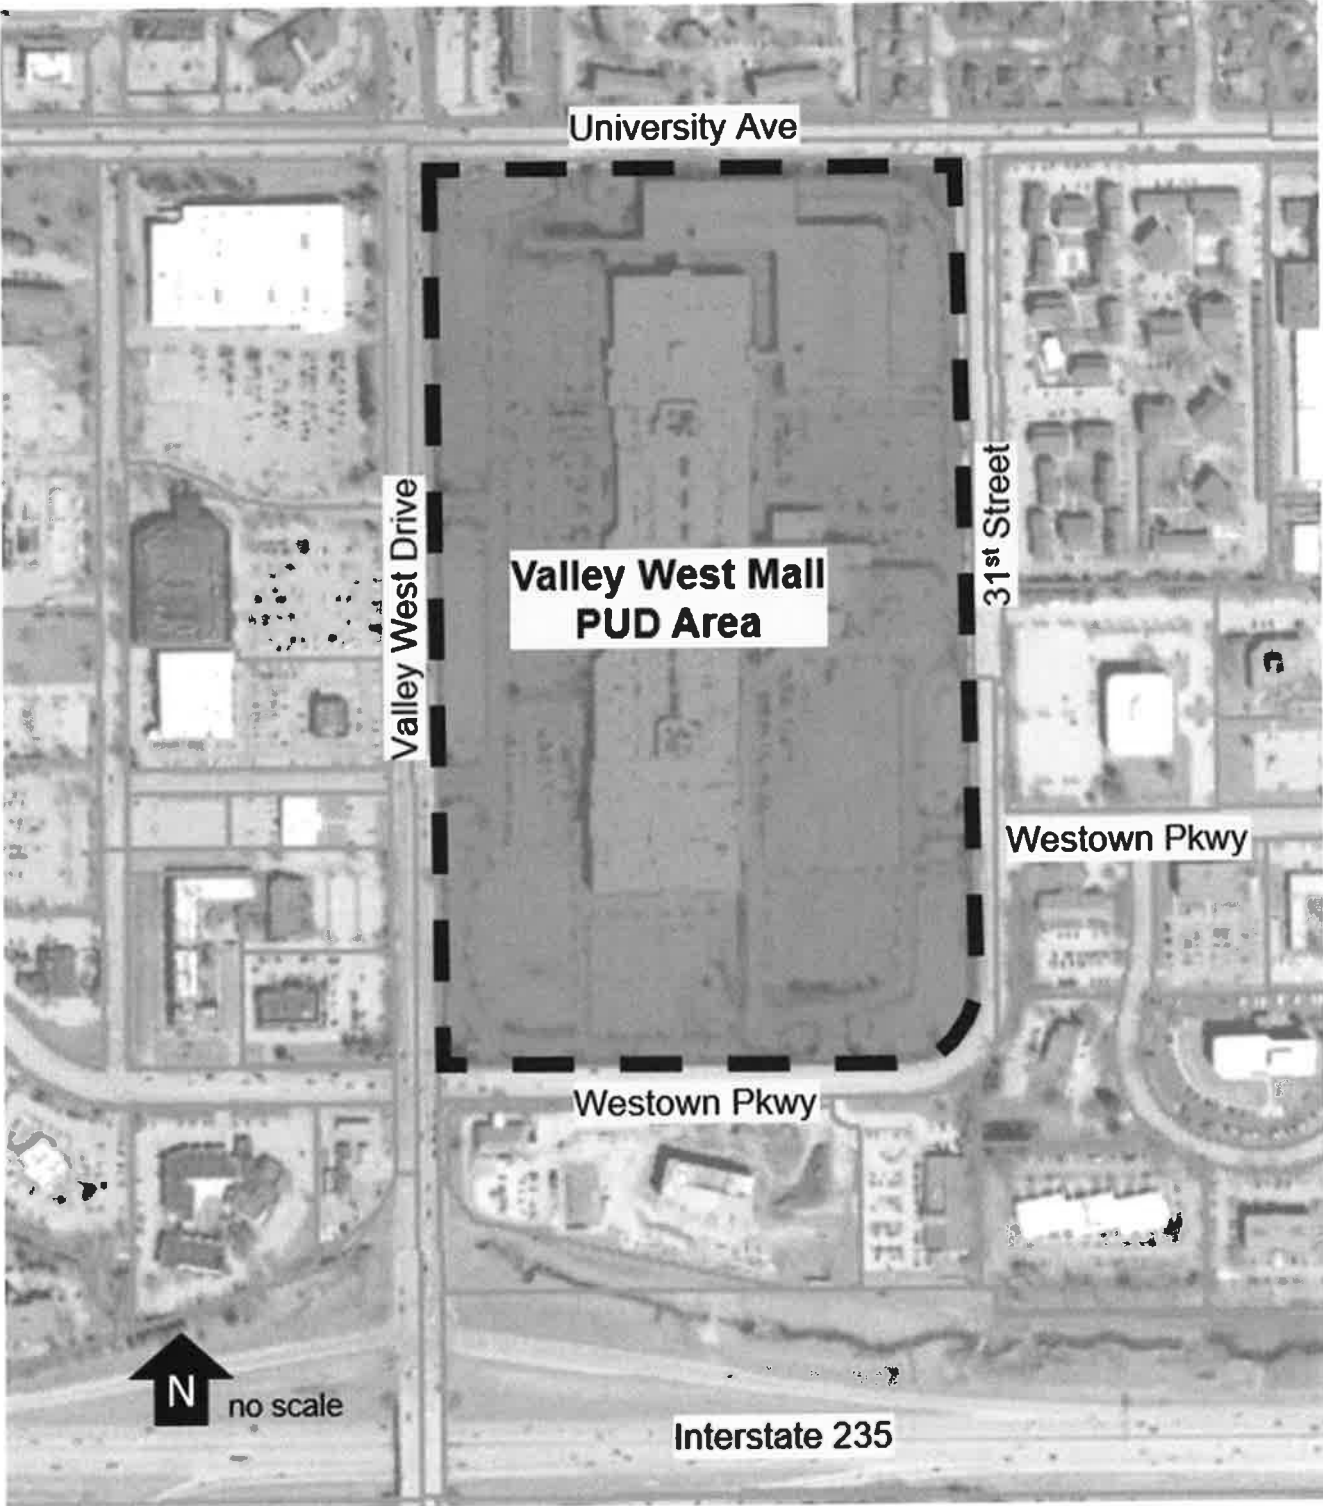 University Ave
Valley West Drive
31st Street
Valley West Mall
PUD Area
Westown Pkwy
Westown Pkwy
N
no scale
Interstate 235